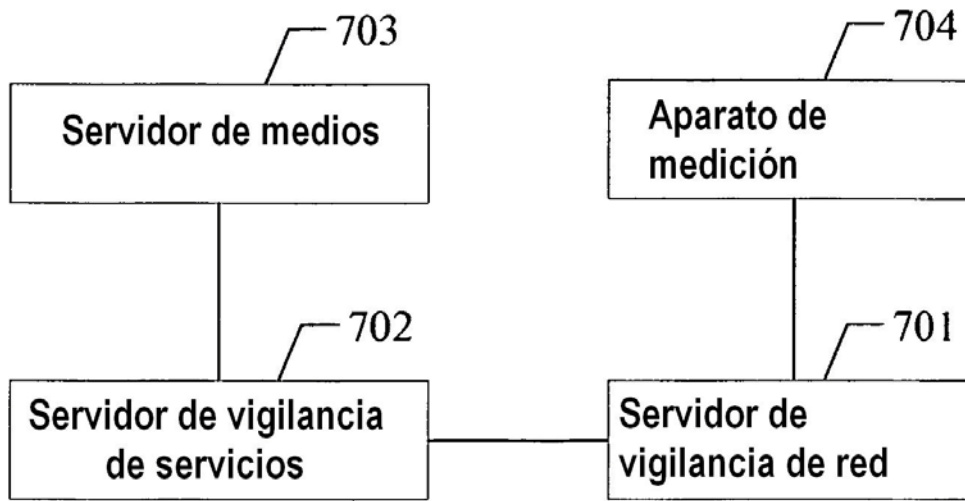 703
704
Servidor de medios
Aparato de
medición
702
701
Servidor de vigilancia
de servicios
Servidor de
vigilancia de red